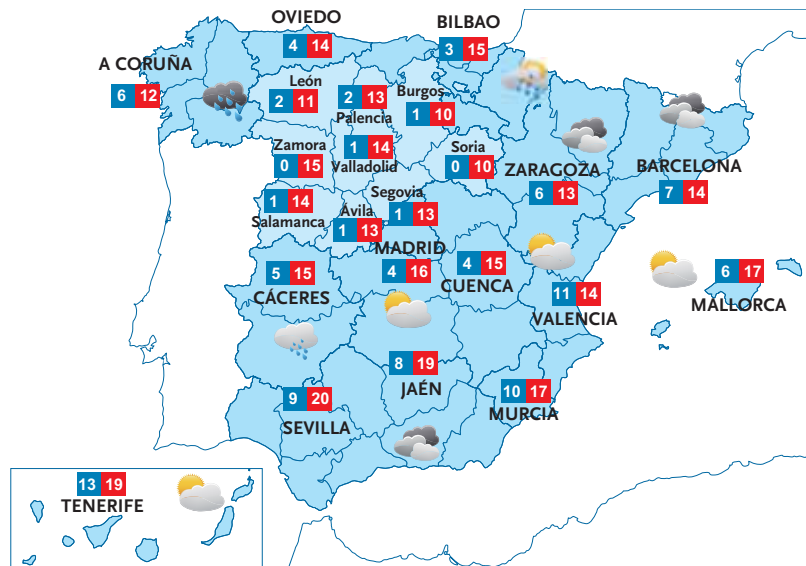 OVIEDO
4 14
BILBAO
3 15
A CORUÑA
6 12
León
2 11
2 13
Palencia
Burgos
1 10
Zamora
0 15
1 14
Valladolid
Soria
0 10
ZARAGOZA
6 13
BARCELONA
7 14
1 14
Salamanca
Ávila
1 13
Segovia
1 13
MADRID
4 16
4 15
CUENCA
5 15
CÁCERES
11 14
VALENCIA
6 17
MALLORCA
8 19
JAÉN
10 17
MURCIA
9 20
SEVILLA
13 19
TENERIFE